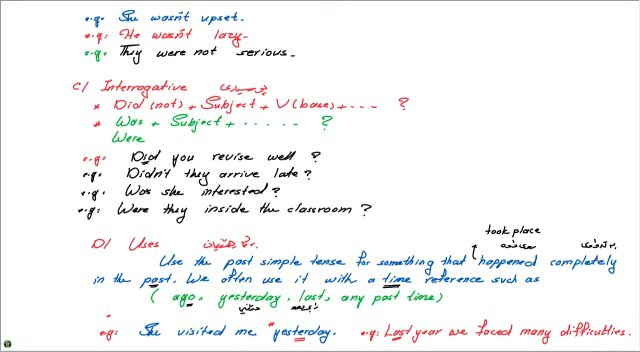 e.g: She wasn't upset.
e.g: He wasn't lazy.
e.g: They were not serious.
C/ Interrogative
* Did (not) + Subject + V (base) + .... ?
* Was + Subject + ...... ?
Were
e.g: Did you revise well ?
e.g: Didn't they arrive late ?
e.g: Was she interested ?
e.g: Were they inside the classroom ?
took place
D/ Uses
Use the past simple tense for something that happened completely
in the past. We often use it with a time reference such as
( ago, yesterday, last, any past time)
e.g: She visited me *yesterday. e.g: Last year we faced many difficulties.